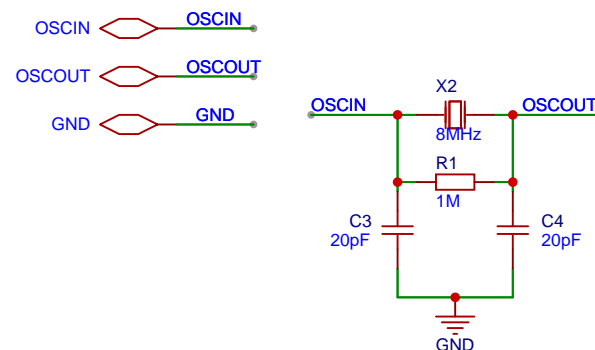 OSCIN OSCIN
OSCOUT OSCOUT
GND GND
X2
OSCIN OSCOUT
8MHz
R1
1M
C3 C4
20pF 20pF
GND